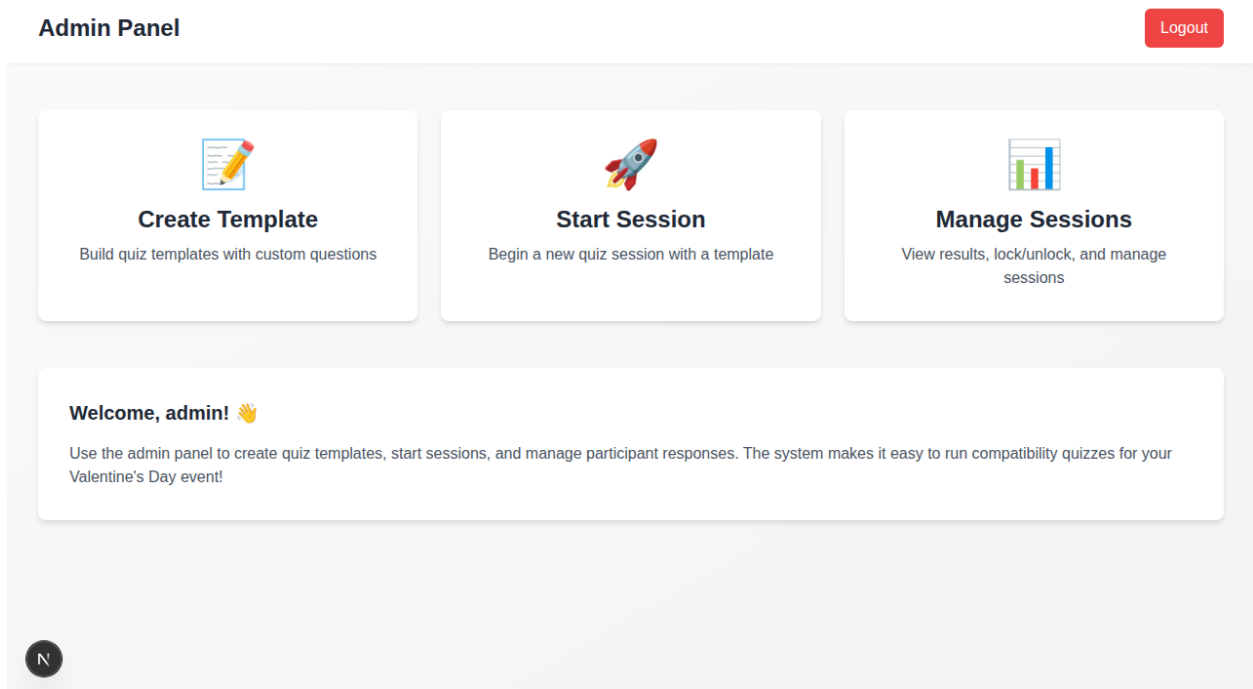 Admin Panel
Logout
Create Template
Build quiz templates with custom questions
Start Session
Begin a new quiz session with a template
Manage Sessions
View results, lock/unlock, and manage
sessions
Welcome, admin! 👋
Use the admin panel to create quiz templates, start sessions, and manage participant responses. The system makes it easy to run compatibility quizzes for your
Valentine's Day event!
N